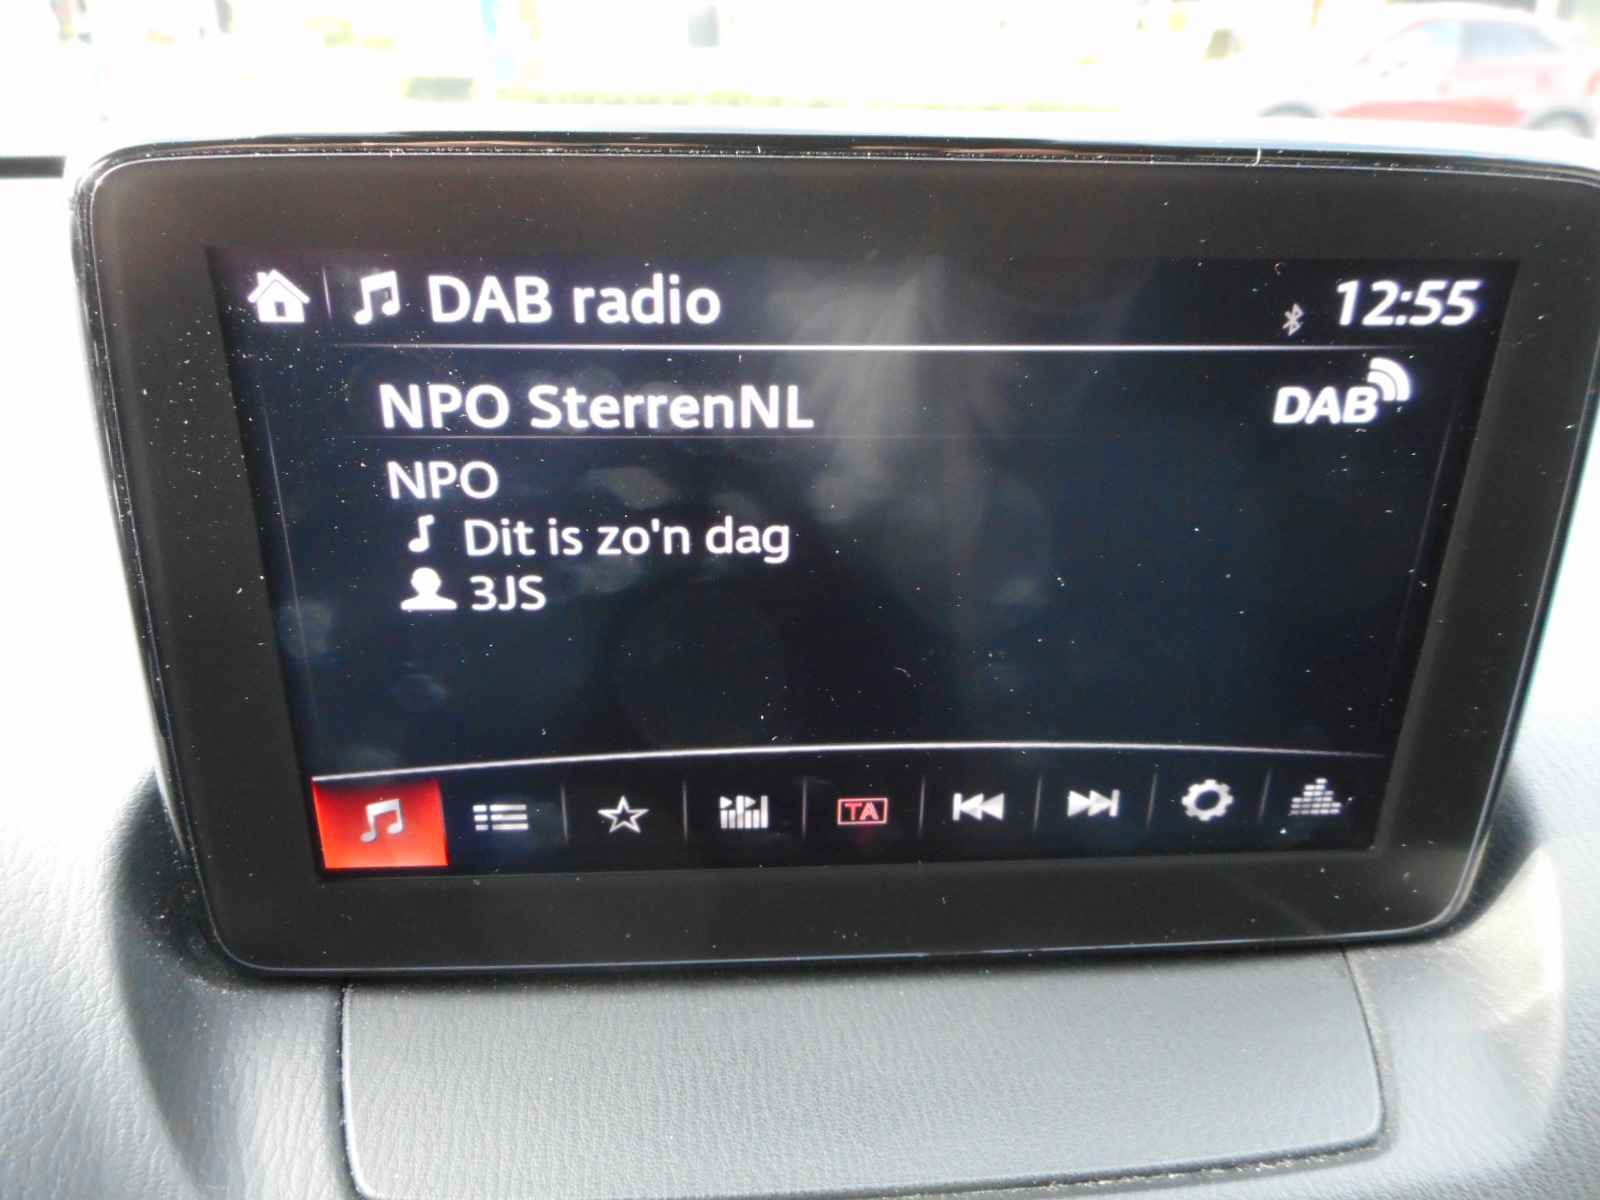 DAB radio 12:55
NPO SterrenNL DAB
NPO
Dit is zo'n dag
3JS
TA